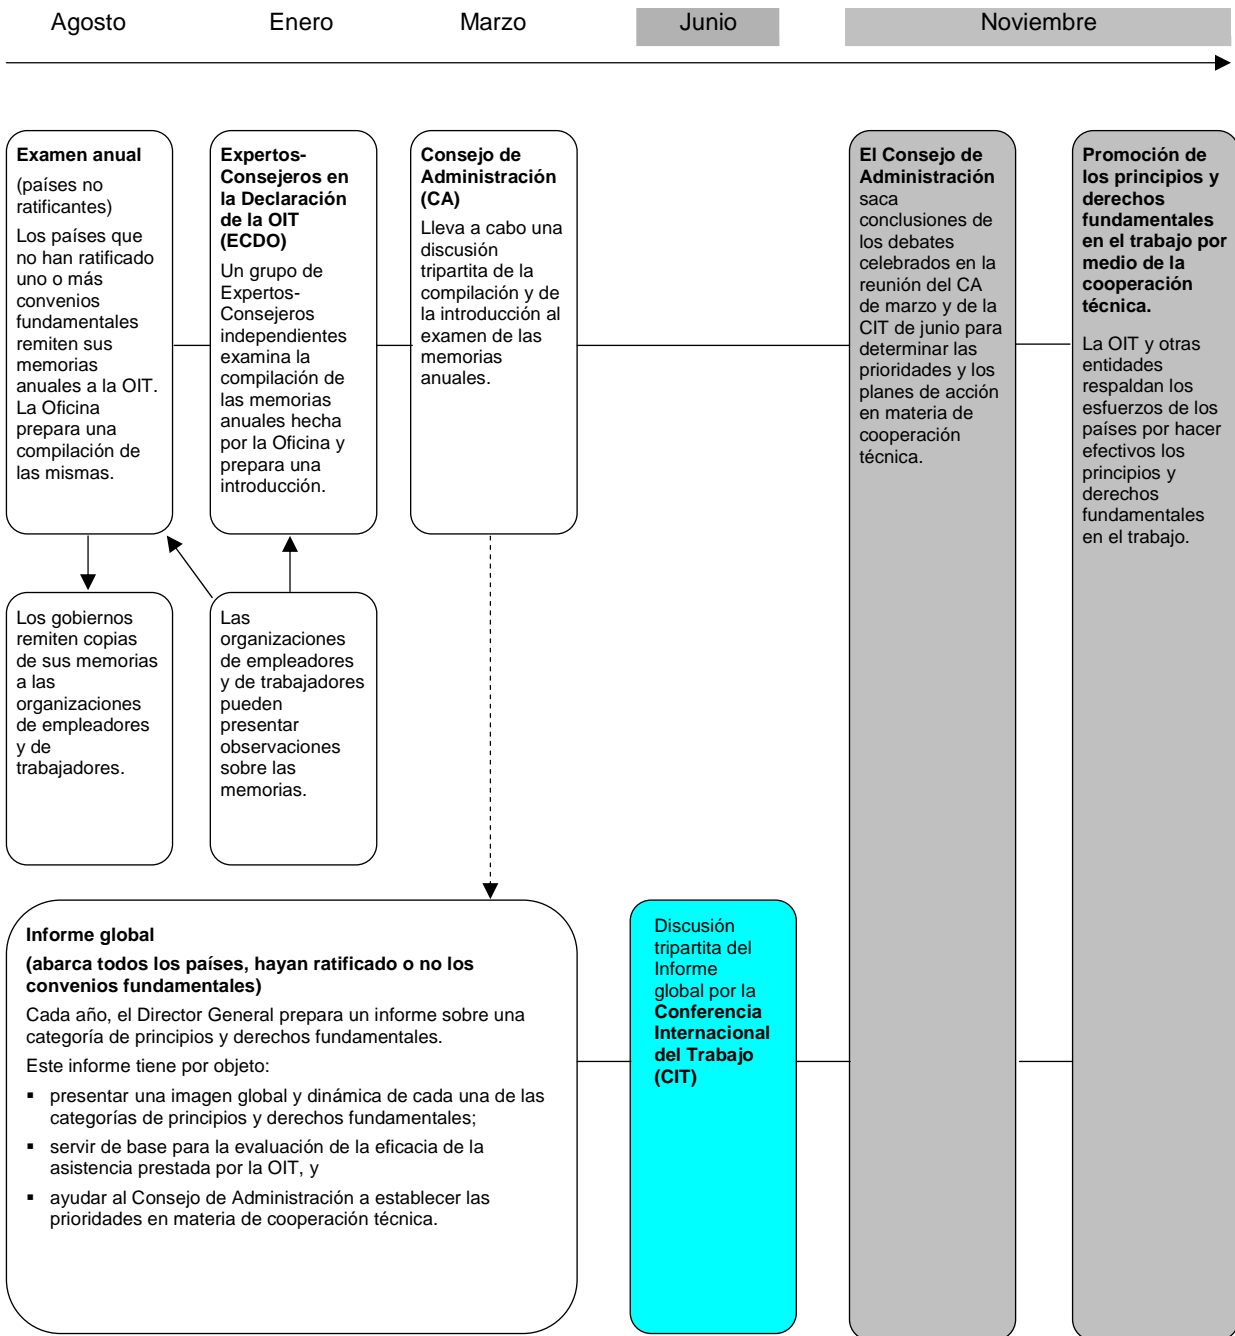 Agosto
Enero
Marzo
Junio
Noviembre
Examen anual
(países no
ratificantes)
Los países que
no han ratificado
uno o más
convenios
fundamentales
remiten sus
memorias
anuales a la OIT.
La Oficina
prepara una
compilación de
las mismas.
Expertos-
Consejeros en
la Declaración
de la OIT
(ECDO)
Un grupo de
Expertos-
Consejeros
independientes
examina la
compilación de
las memorias
anuales hecha
por la Oficina y
prepara una
introducción.
Consejo de
Administración
(CA)
Lleva a cabo una
discusión
tripartita de la
compilación y de
la introducción al
examen de las
memorias
anuales.
El Consejo de
Administración
saca
conclusiones de
los debates
celebrados en la
reunión del CA
de marzo y de la
CIT de junio para
determinar las
prioridades y los
planes de acción
en materia de
cooperación
técnica.
Promoción de
los principios y
derechos
fundamentales
en el trabajo por
medio de la
cooperación
técnica.
La OIT y otras
entidades
respaldan los
esfuerzos de los
países por hacer
efectivos los
principios y
derechos
fundamentales
en el trabajo.
Los gobiernos
remiten copias
de sus memorias
a las
organizaciones
de empleadores
y de
trabajadores.
Las
organizaciones
de empleadores
y de trabajadores
pueden
presentar
observaciones
sobre las
memorias.
Informe global
(abarca todos los países, hayan ratificado o no los
convenios fundamentales)
Cada año, el Director General prepara un informe sobre una
categoría de principios y derechos fundamentales.
Este informe tiene por objeto:
▪ presentar una imagen global y dinámica de cada una de las
categorías de principios y derechos fundamentales;
▪ servir de base para la evaluación de la eficacia de la
asistencia prestada por la OIT, y
▪ ayudar al Consejo de Administración a establecer las
prioridades en materia de cooperación técnica.
Discusión
tripartita del
Informe
global por la
Conferencia
Internacional
del Trabajo
(CIT)